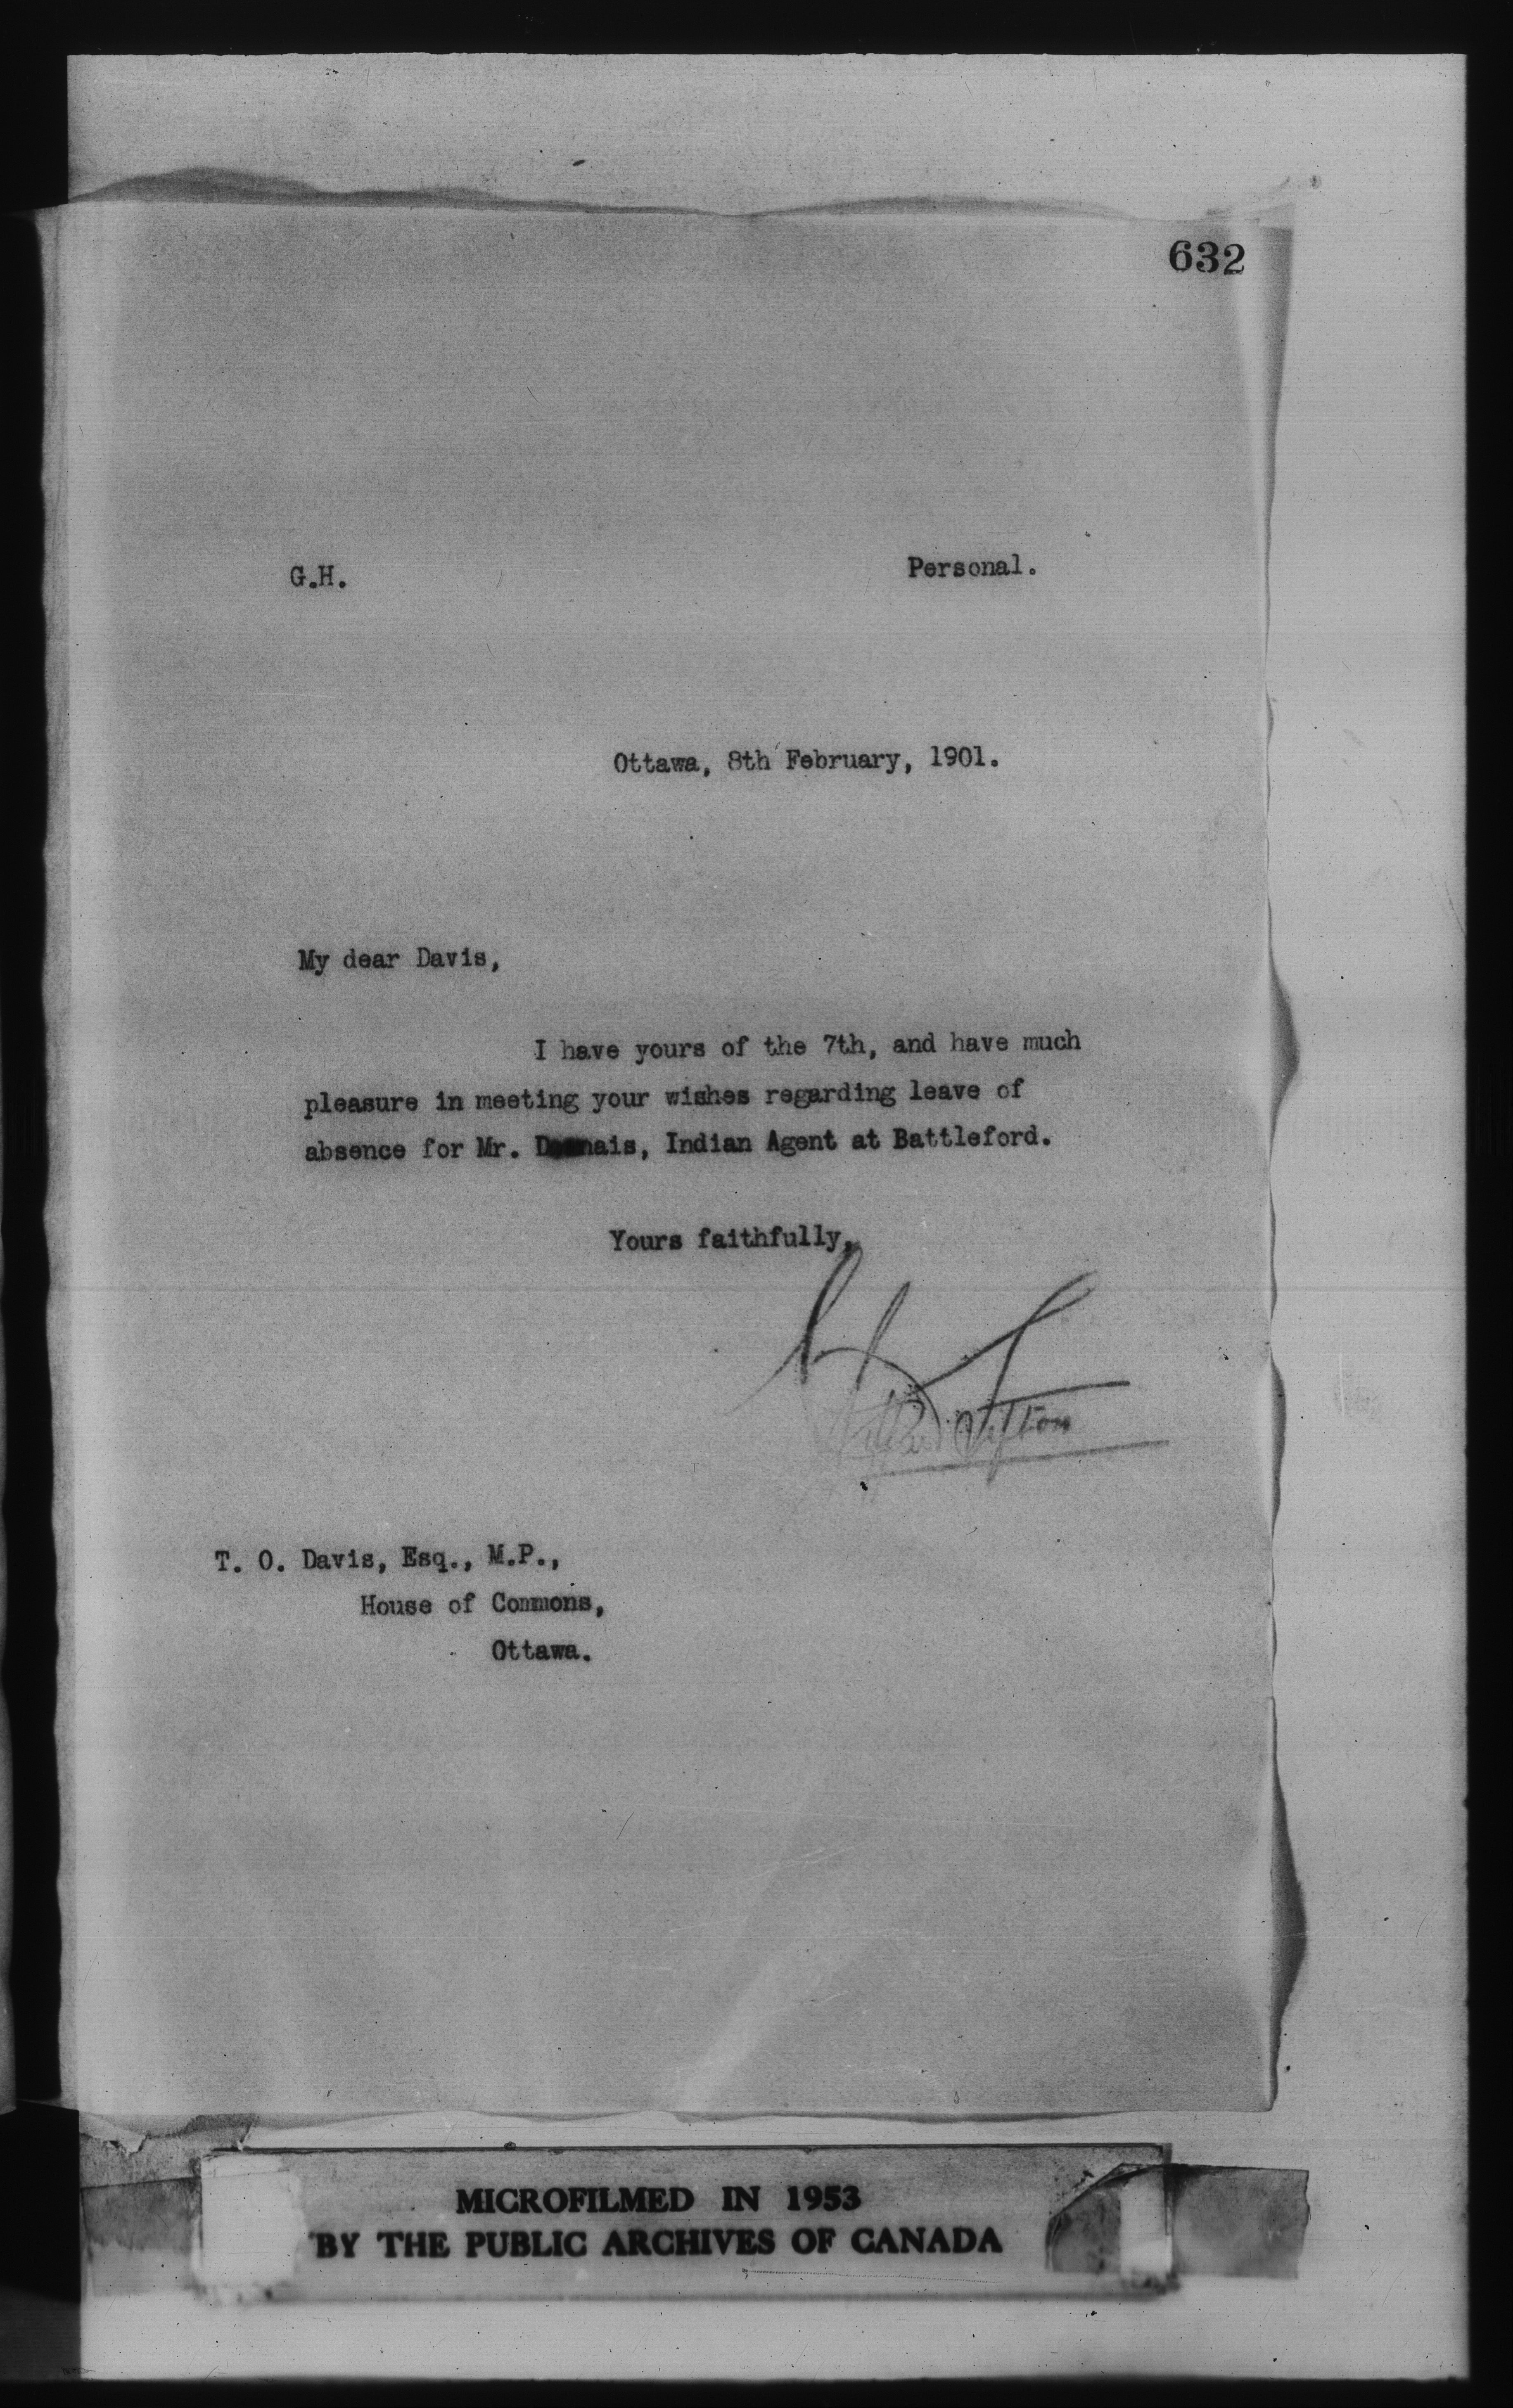 632
G.H.
Personal.
Ottawa, 8th February, 1901.
My dear Davis,
I have yours of the 7th, and have much
pleasure in meeting your wishes regarding leave of
absence for Mr. Indian Agent at Battleford.
Yours faithfully,
Clifford Sifton
T. O. Davis, Esq., M.P.,
House of Commons,
Ottawa.
MICROFILMED IN 1953
BY THE PUBLIC ARCHIVES OF CANADA